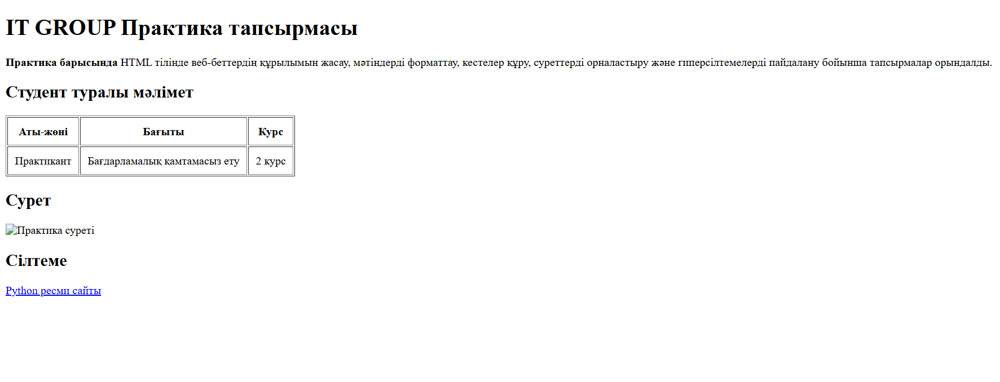 IT GROUP Практика тапсырмасы
Практика барысында HTML тілінде веб-беттердің құрылымын жасау, мәтіндерді форматтау, кестелер құру, суреттерді орналастыру және гиперсілтемелерді пайдалану бойынша тапсырмалар орындалды.
Студент туралы мәлімет
Аты-жөні Бағыты Курс
Практикант Бағдарламалық қамтамасыз ету 2 курс
Сурет
Практика суреті
Сілтеме
Python ресми сайты